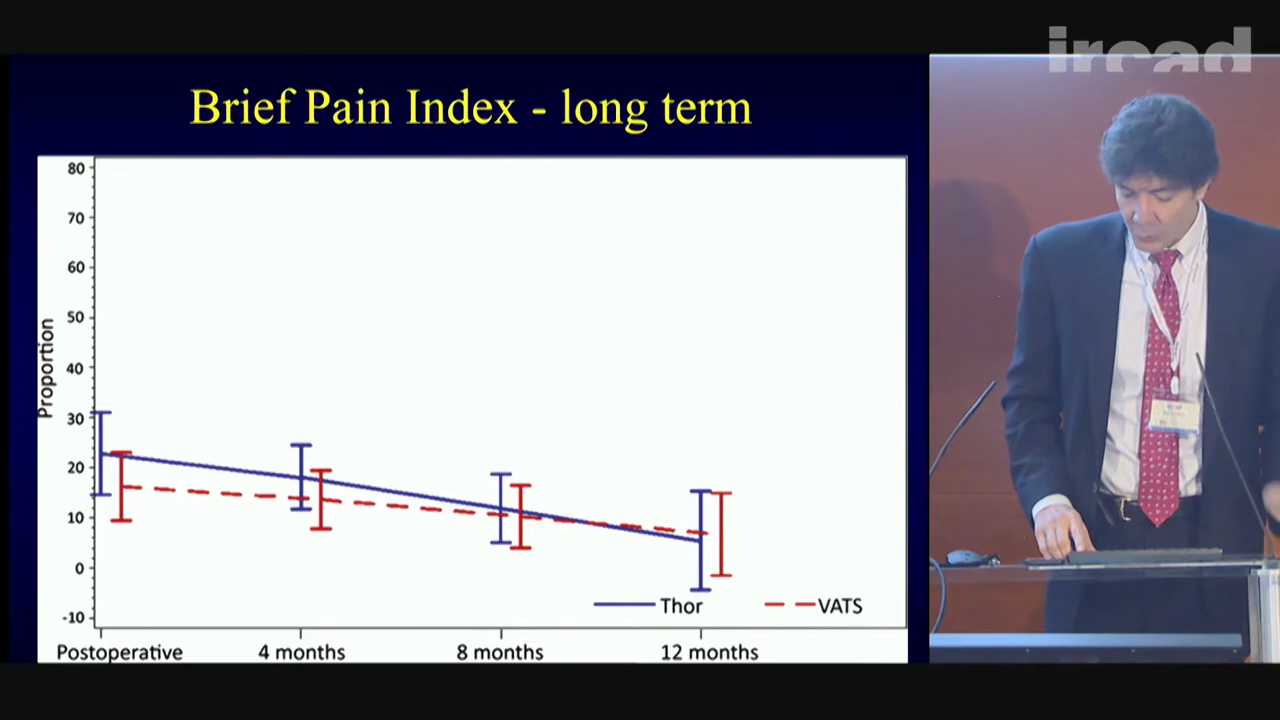 ircad
Brief Pain Index - long term
80
70
60
50
40
30
20
10
0
-10
Proportion
Thor
VATS
Postoperative
4 months
8 months
12 months